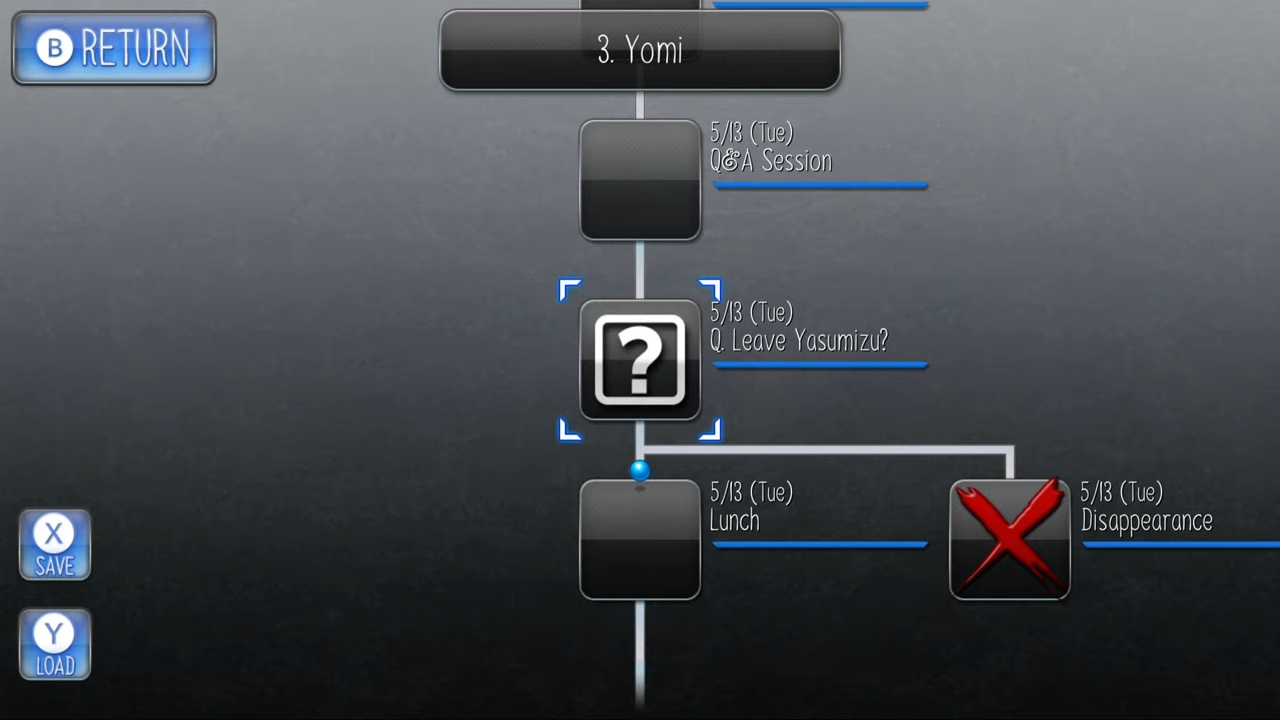 B RETURN
3. Yomi
5/13 (Tue)
Q&A Session
5/13 (Tue)
Q. Leave Yasumizu?
?
5/13 (Tue)
Lunch
5/13 (Tue)
Disappearance
X
SAVE
Y
LOAD